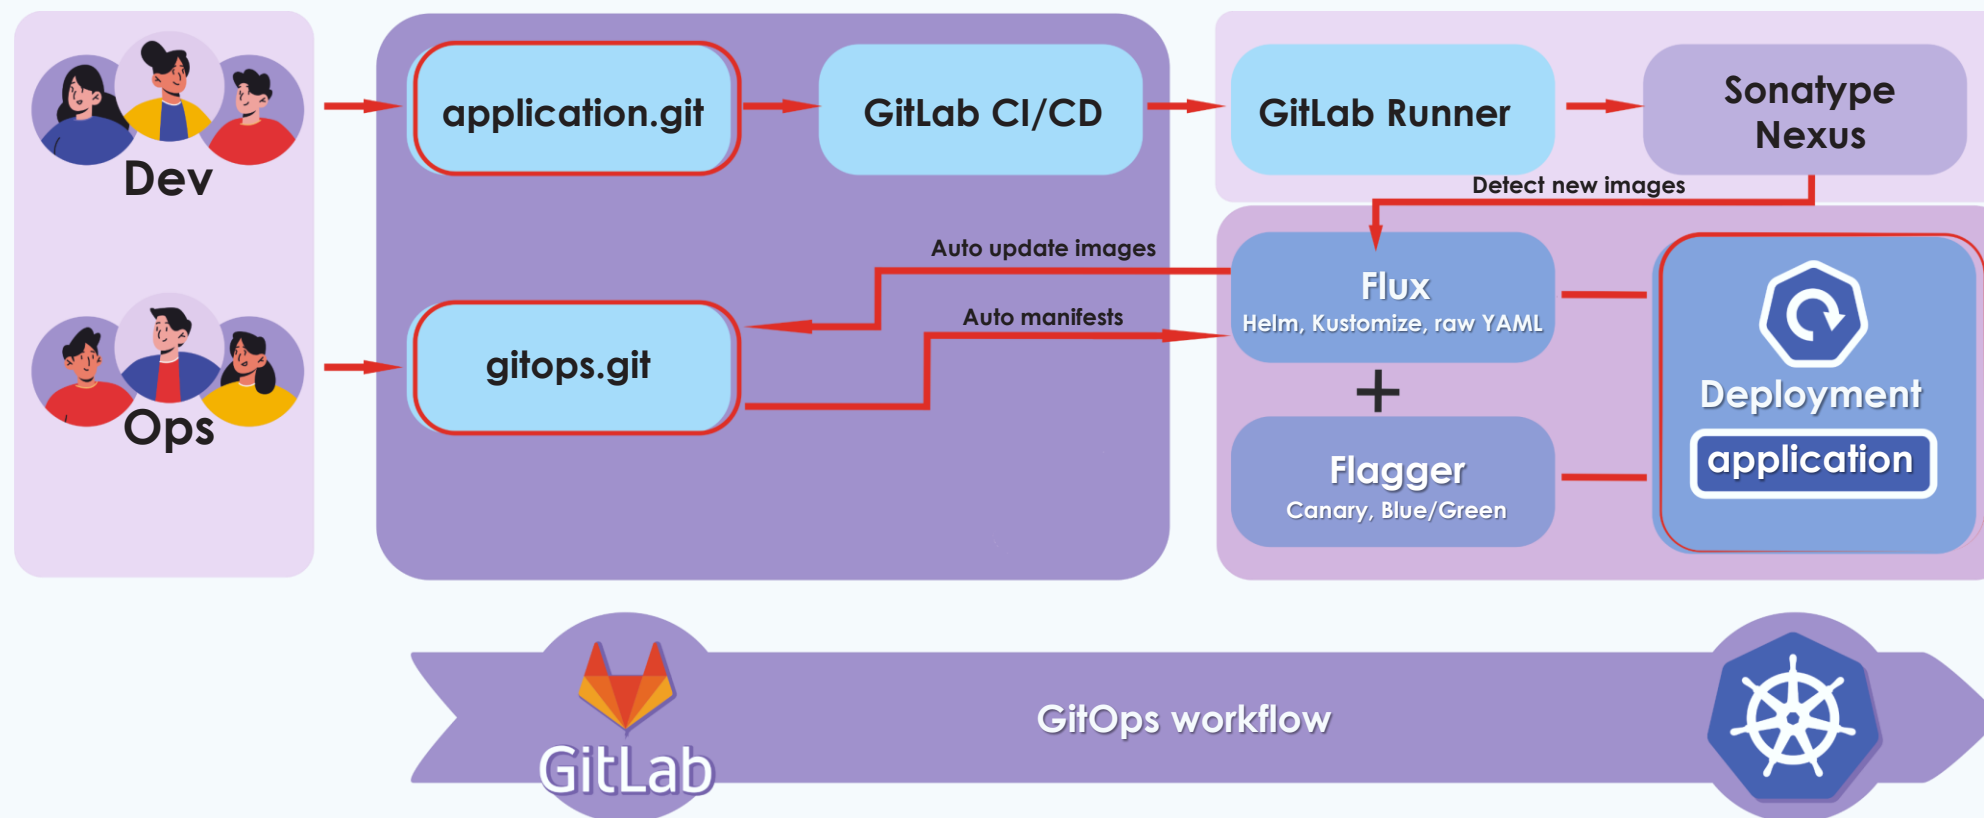 Dev
application.git
GitLab CI/CD
GitLab Runner
Sonatype
Nexus
Detect new images
Auto update images
Auto manifests
Ops
gitops.git
Flux
Helm, Kustomize, raw YAML
+
Flagger
Canary, Blue/Green
Deployment
application
GitLab
GitOps workflow